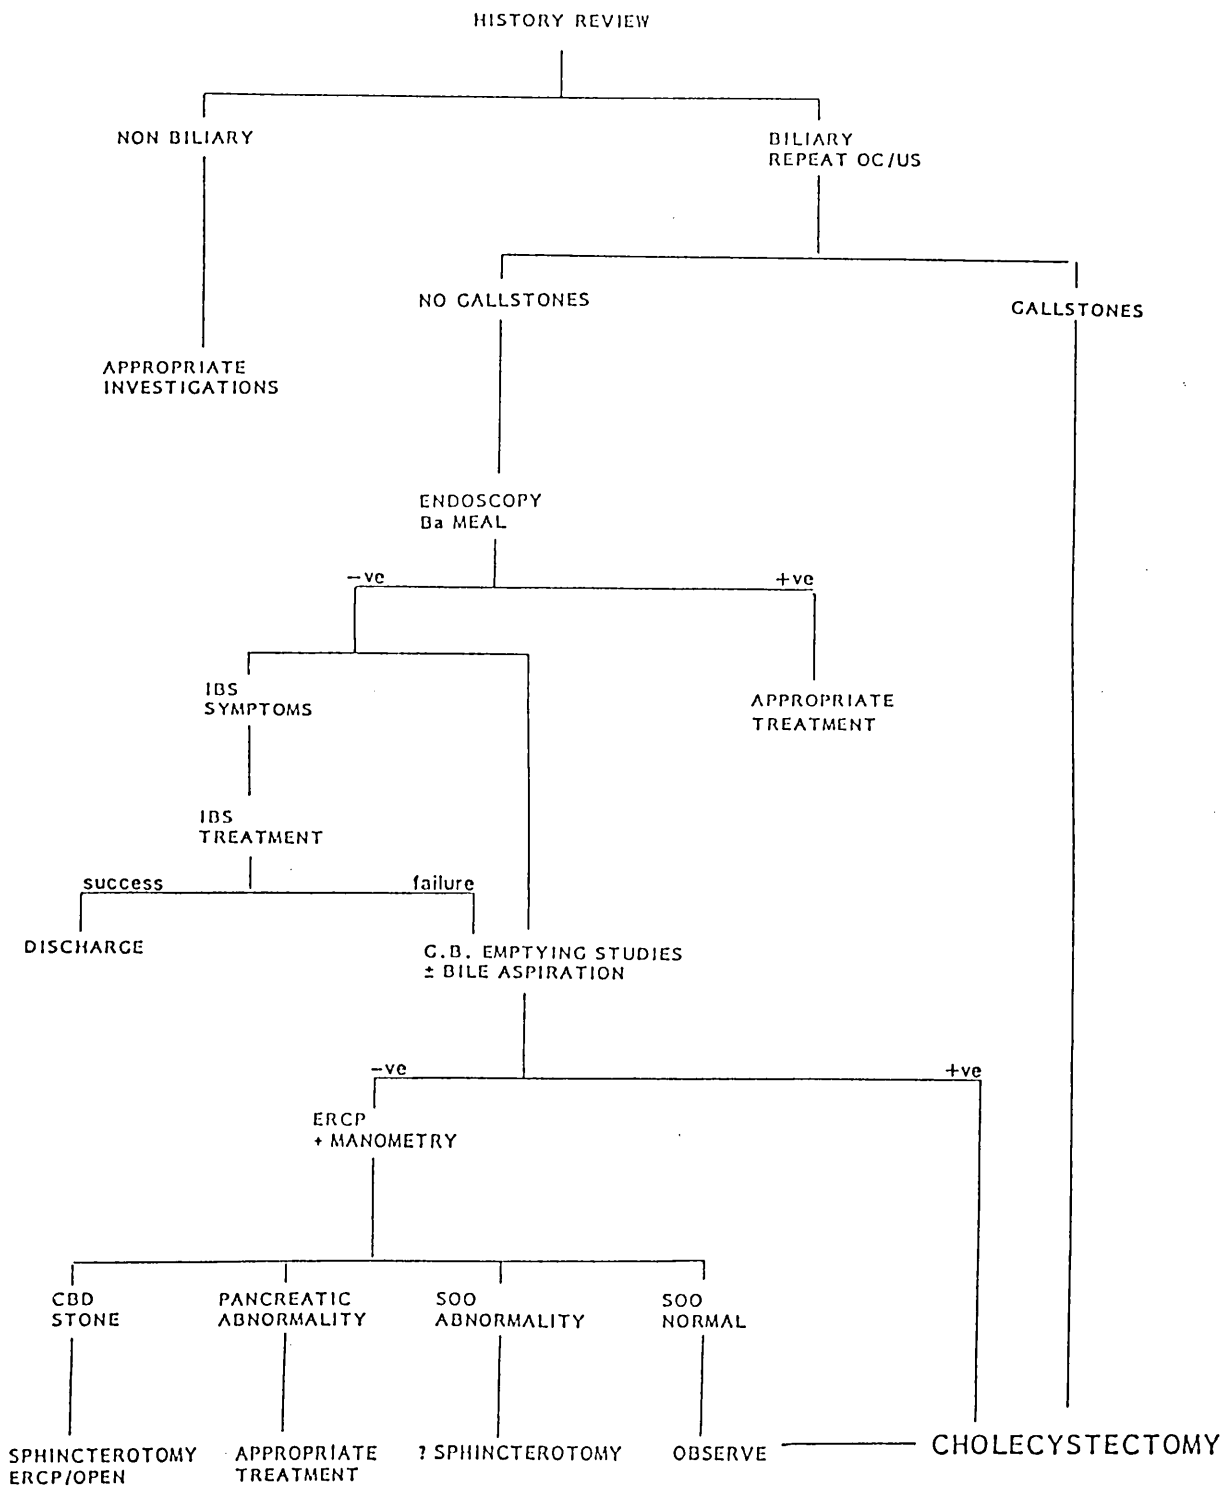 HISTORY REVIEW
NON BILIARY
BILIARY
REPEAT OC/US
NO GALLSTONES
GALLSTONES
APPROPRIATE
INVESTIGATIONS
ENDOSCOPY
Ba MEAL
-ve
+ve
IBS
SYMPTOMS
APPROPRIATE
TREATMENT
IBS
TREATMENT
success
failure
DISCHARGE
G.B. EMPTYING STUDIES
± BILE ASPIRATION
-ve
+ve
ERCP
+ MANOMETRY
CBD
STONE
PANCREATIC
ABNORMALITY
SOO
ABNORMALITY
SOO
NORMAL
SPHINCTEROTOMY
ERCP/OPEN
APPROPRIATE
TREATMENT
? SPHINCTEROTOMY
OBSERVE
CHOLECYSTECTOMY